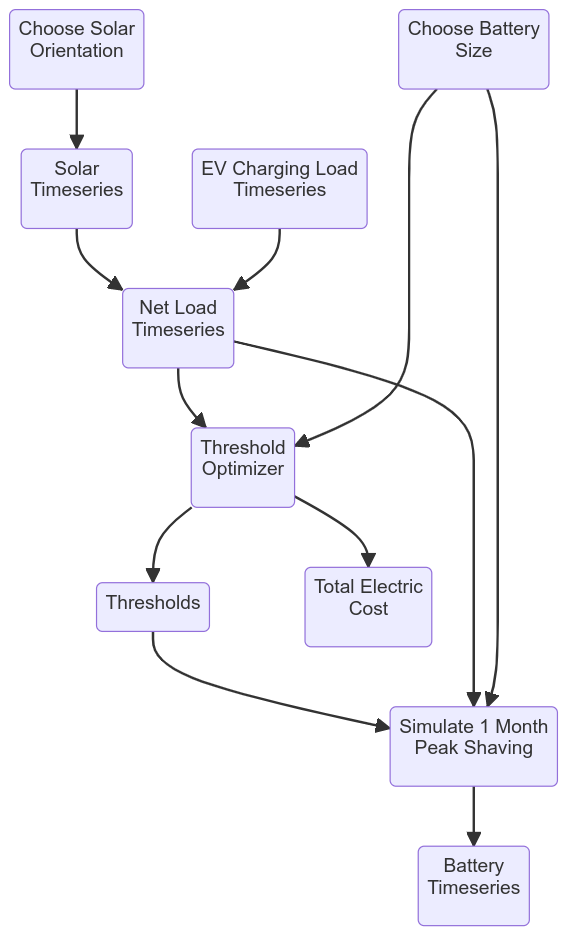 Choose Solar
Orientation
Choose Battery
Size
Solar
Timeseries
EV Charging Load
Timeseries
Net Load
Timeseries
Threshold
Optimizer
Thresholds
Total Electric
Cost
Simulate 1 Month
Peak Shaving
Battery
Timeseries